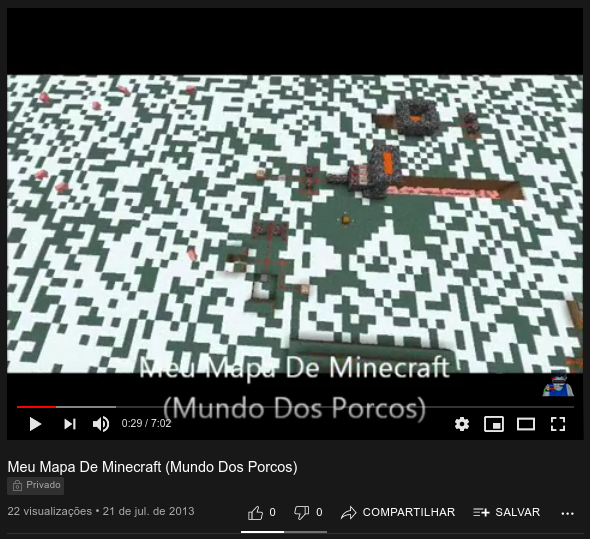 Meu Mapa De Minecraft
(Mundo Dos Porcos)
0:29 / 7:02
Meu Mapa De Minecraft (Mundo Dos Porcos)
Privado
22 visualizações • 21 de jul. de 2013
0
0
COMPARTILHAR
SALVAR